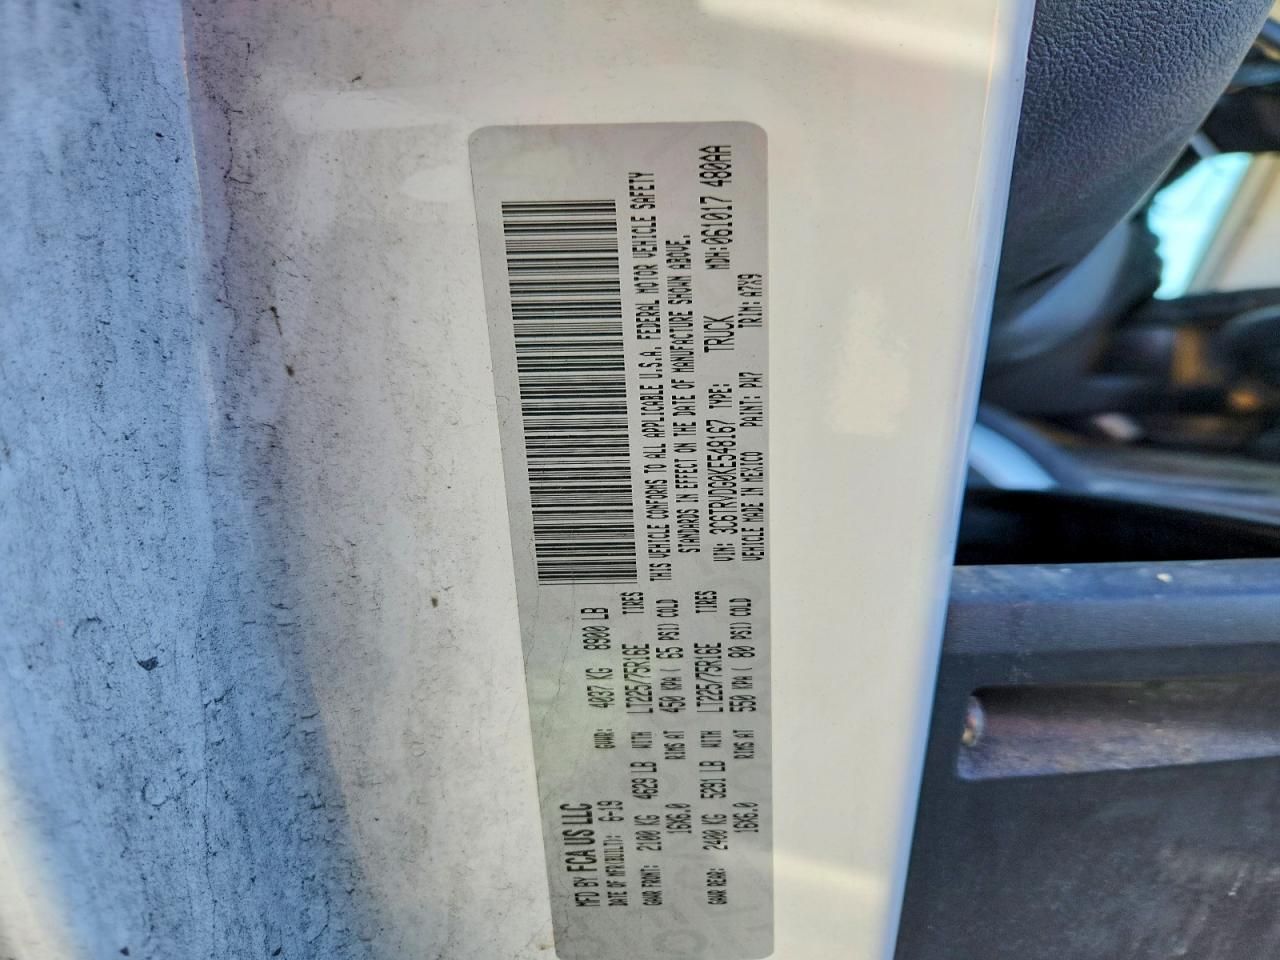 MFD BY FCA US LLC
DATE OF MFR(BUILT): 6-19 GVWR: 4037 KG 8900 LB
GAWR FRONT: 2100 KG 4629 LB WITH LT225/75R16E TIRES
16X6.0 RIMS AT 450 KPA ( 65 PSI) COLD
GAWR REAR: 2400 KG 5291 LB WITH LT225/75R16E TIRES
16X6.0 RIMS AT 550 KPA ( 80 PSI) COLD
THIS VEHICLE CONFORMS TO ALL APPLICABLE U.S.A. FEDERAL MOTOR VEHICLE SAFETY
STANDARDS IN EFFECT ON THE DATE OF MANUFACTURE SHOWN ABOVE.
VIN: 3C6TRVDG0KE548167 TYPE: TRUCK MDH: 061017 480AA
VEHICLE MADE IN MEXICO PAINT: PW7 TRIM: A7X9